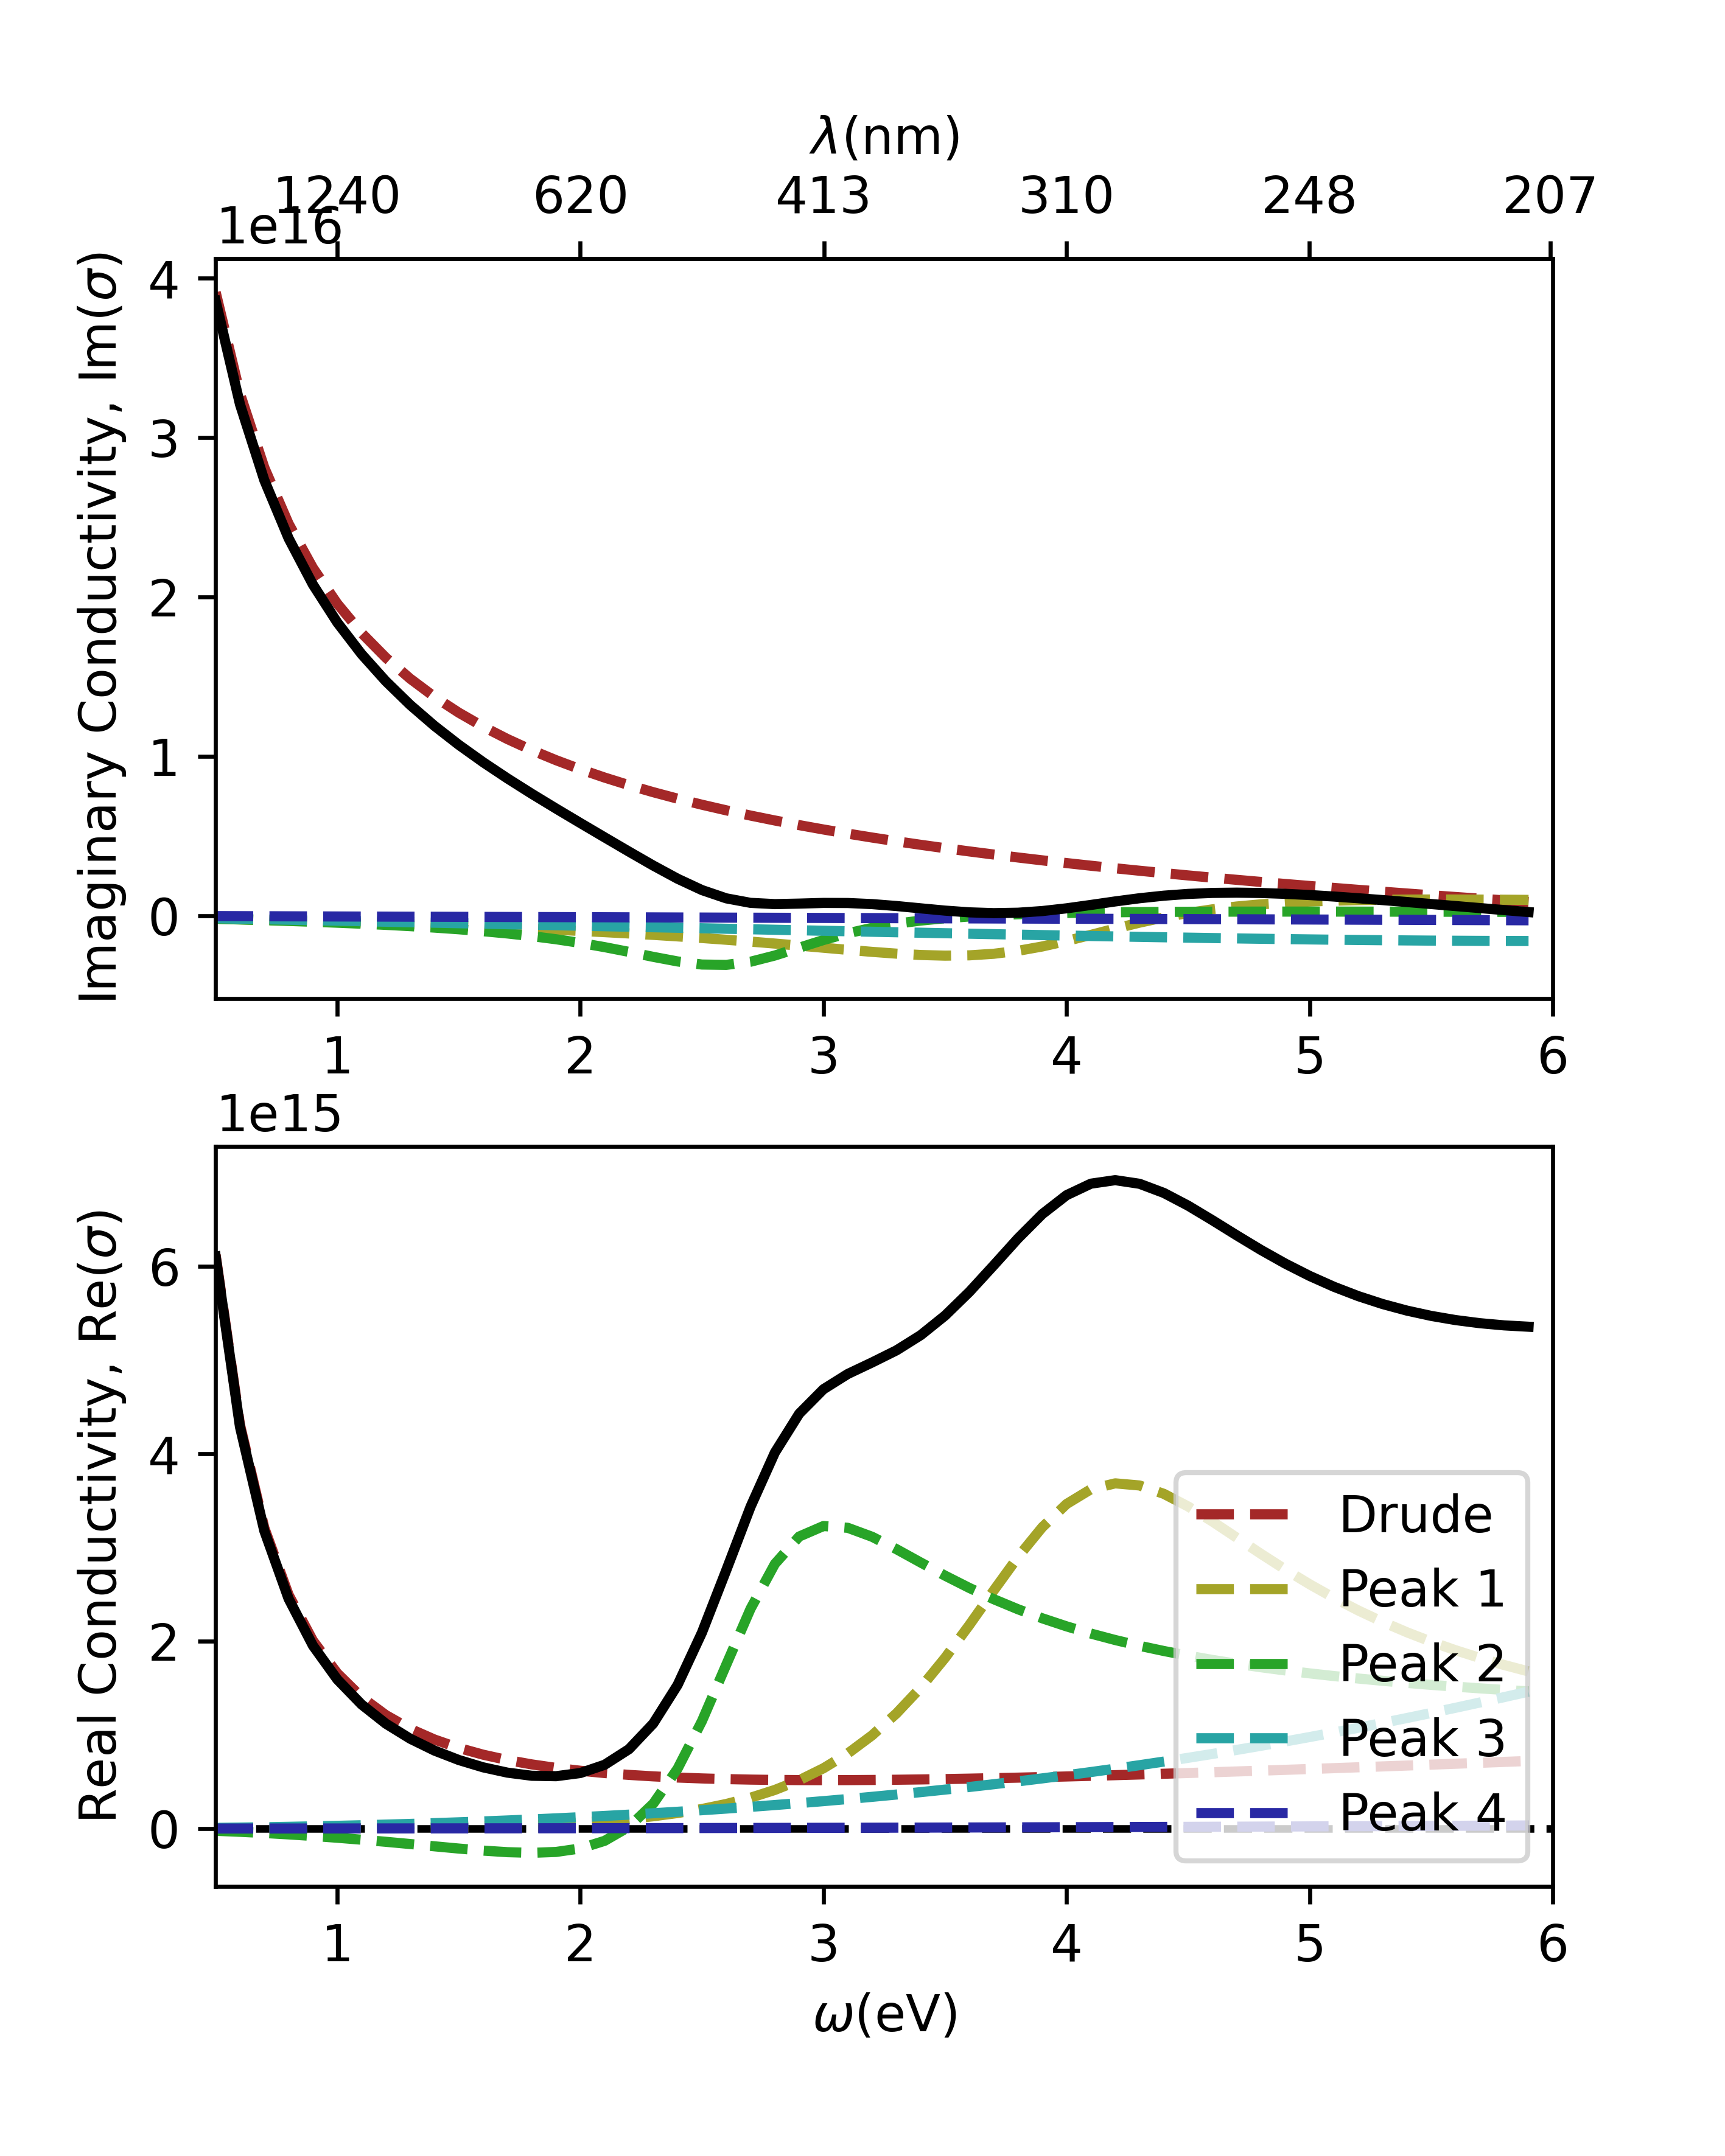 λ(nm)
1240 620 413 310 248 207
1e16
Imaginary Conductivity, Im(σ)
4
3
2
1
0
1 2 3 4 5 6
1e15
Real Conductivity, Re(σ)
6
4
2
0
Drude
Peak 1
Peak 2
Peak 3
Peak 4
1 2 3 4 5 6
ω(eV)